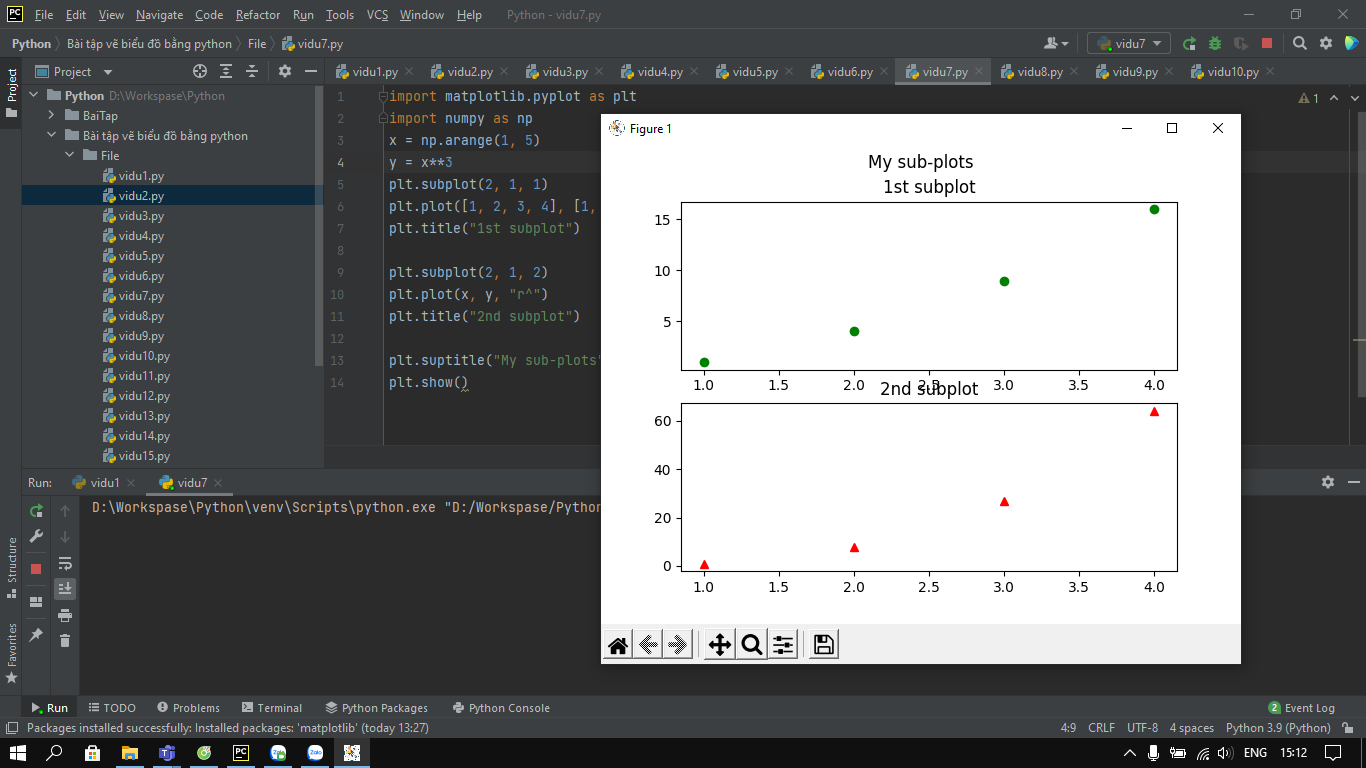 PC File Edit View Navigate Code Refactor Run Tools VCS Window Help Python - vidu7.py
Python Bài tập vẽ biểu đồ bằng python File vidu7.py vidu7
Project vidu1.py vidu2.py vidu3.py vidu4.py vidu5.py vidu6.py vidu7.py vidu8.py vidu9.py vidu10.py
Project
Python D:\Workspase\Python
BaiTap
Bài tập vẽ biểu đồ bằng python
File
vidu1.py
vidu2.py
vidu3.py
vidu4.py
vidu5.py
vidu6.py
vidu7.py
vidu8.py
vidu9.py
vidu10.py
vidu11.py
vidu12.py
vidu13.py
vidu14.py
vidu15.py
1 import matplotlib.pyplot as plt
2 import numpy as np
3 x = np.arange(1, 5)
4 y = x**3
5 plt.subplot(2, 1, 1)
6 plt.plot([1, 2, 3, 4], [1,
7 plt.title("1st subplot")
8
9 plt.subplot(2, 1, 2)
10 plt.plot(x, y, "r^")
11 plt.title("2nd subplot")
12
13 plt.suptitle("My sub-plots"
14 plt.show()
1
Figure 1
My sub-plots
1st subplot
15
10
5
1.0 1.5 2.0 2.5 3.0 3.5 4.0
2nd subplot
60
40
20
0
1.0 1.5 2.0 2.5 3.0 3.5 4.0
Run: vidu1 vidu7
D:\Workspase\Python\venv\Scripts\python.exe "D:/Workspase/Python
Structure
Favorites
Run TODO Problems Terminal Python Packages Python Console 2 Event Log
Packages installed successfully: Installed packages: 'matplotlib' (today 13:27) 4:9 CRLF UTF-8 4 spaces Python 3.9 (Python)
PC Zalo Zalo ENG 15:12